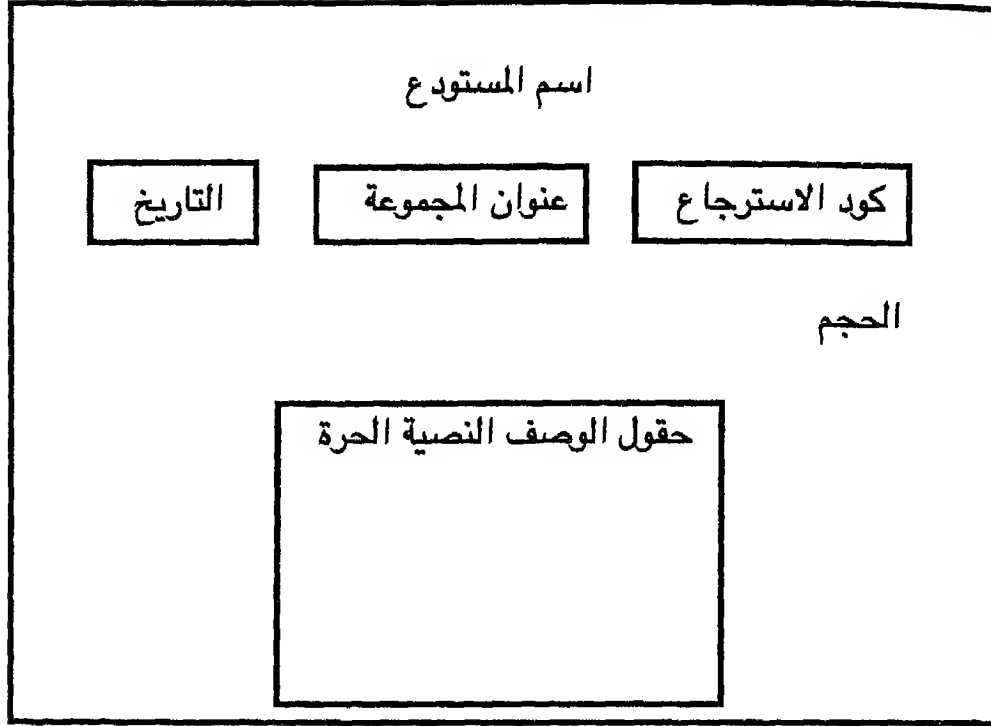 اسم المستودع
كود الاسترجاع عنوان المجموعة التاريخ
الحجم
حقول الوصف النصية الحرة